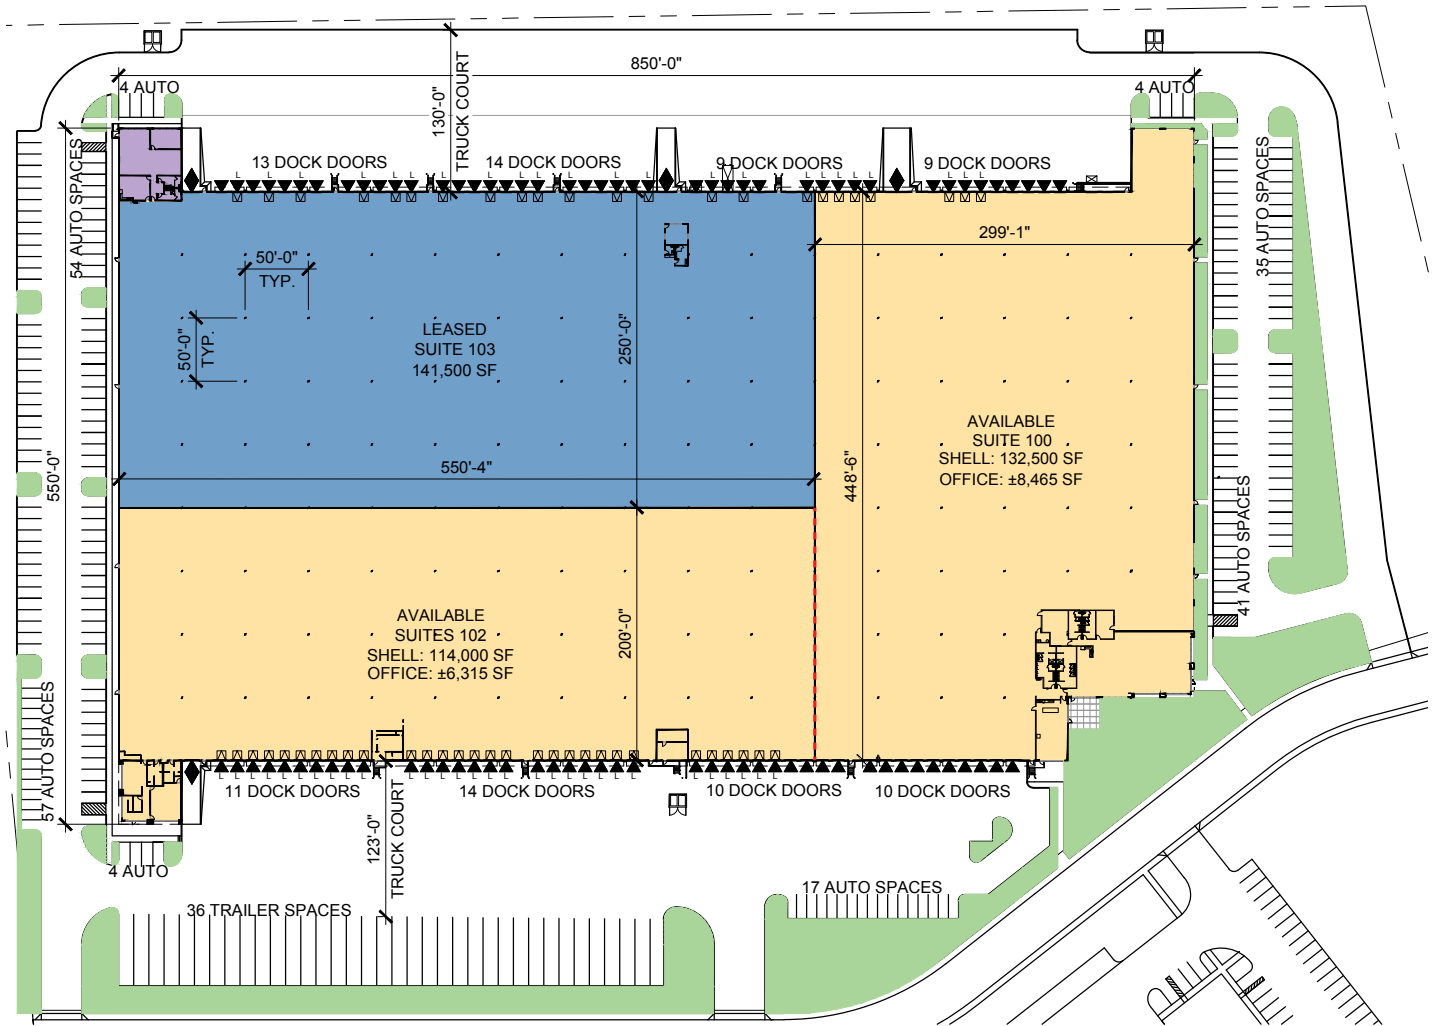 850'-0"
4 AUTO
4 AUTO
130'-0"
TRUCK COURT
13 DOCK DOORS
14 DOCK DOORS
9 DOCK DOORS
9 DOCK DOORS
54 AUTO SPACES
35 AUTO SPACES
299'-1"
50'-0"
TYP.
50'-0"
TYP.
LEASED
SUITE 103
141,500 SF
250'-0"
AVAILABLE
SUITE 100
SHELL: 132,500 SF
OFFICE: ±8,465 SF
550'-4"
448'-6"
550'-0"
41 AUTO SPACES
AVAILABLE
SUITES 102
SHELL: 114,000 SF
OFFICE: ±6,315 SF
200'-0"
57 AUTO SPACES
11 DOCK DOORS
14 DOCK DOORS
10 DOCK DOORS
10 DOCK DOORS
123'-0"
TRUCK COURT
4 AUTO
17 AUTO SPACES
36 TRAILER SPACES